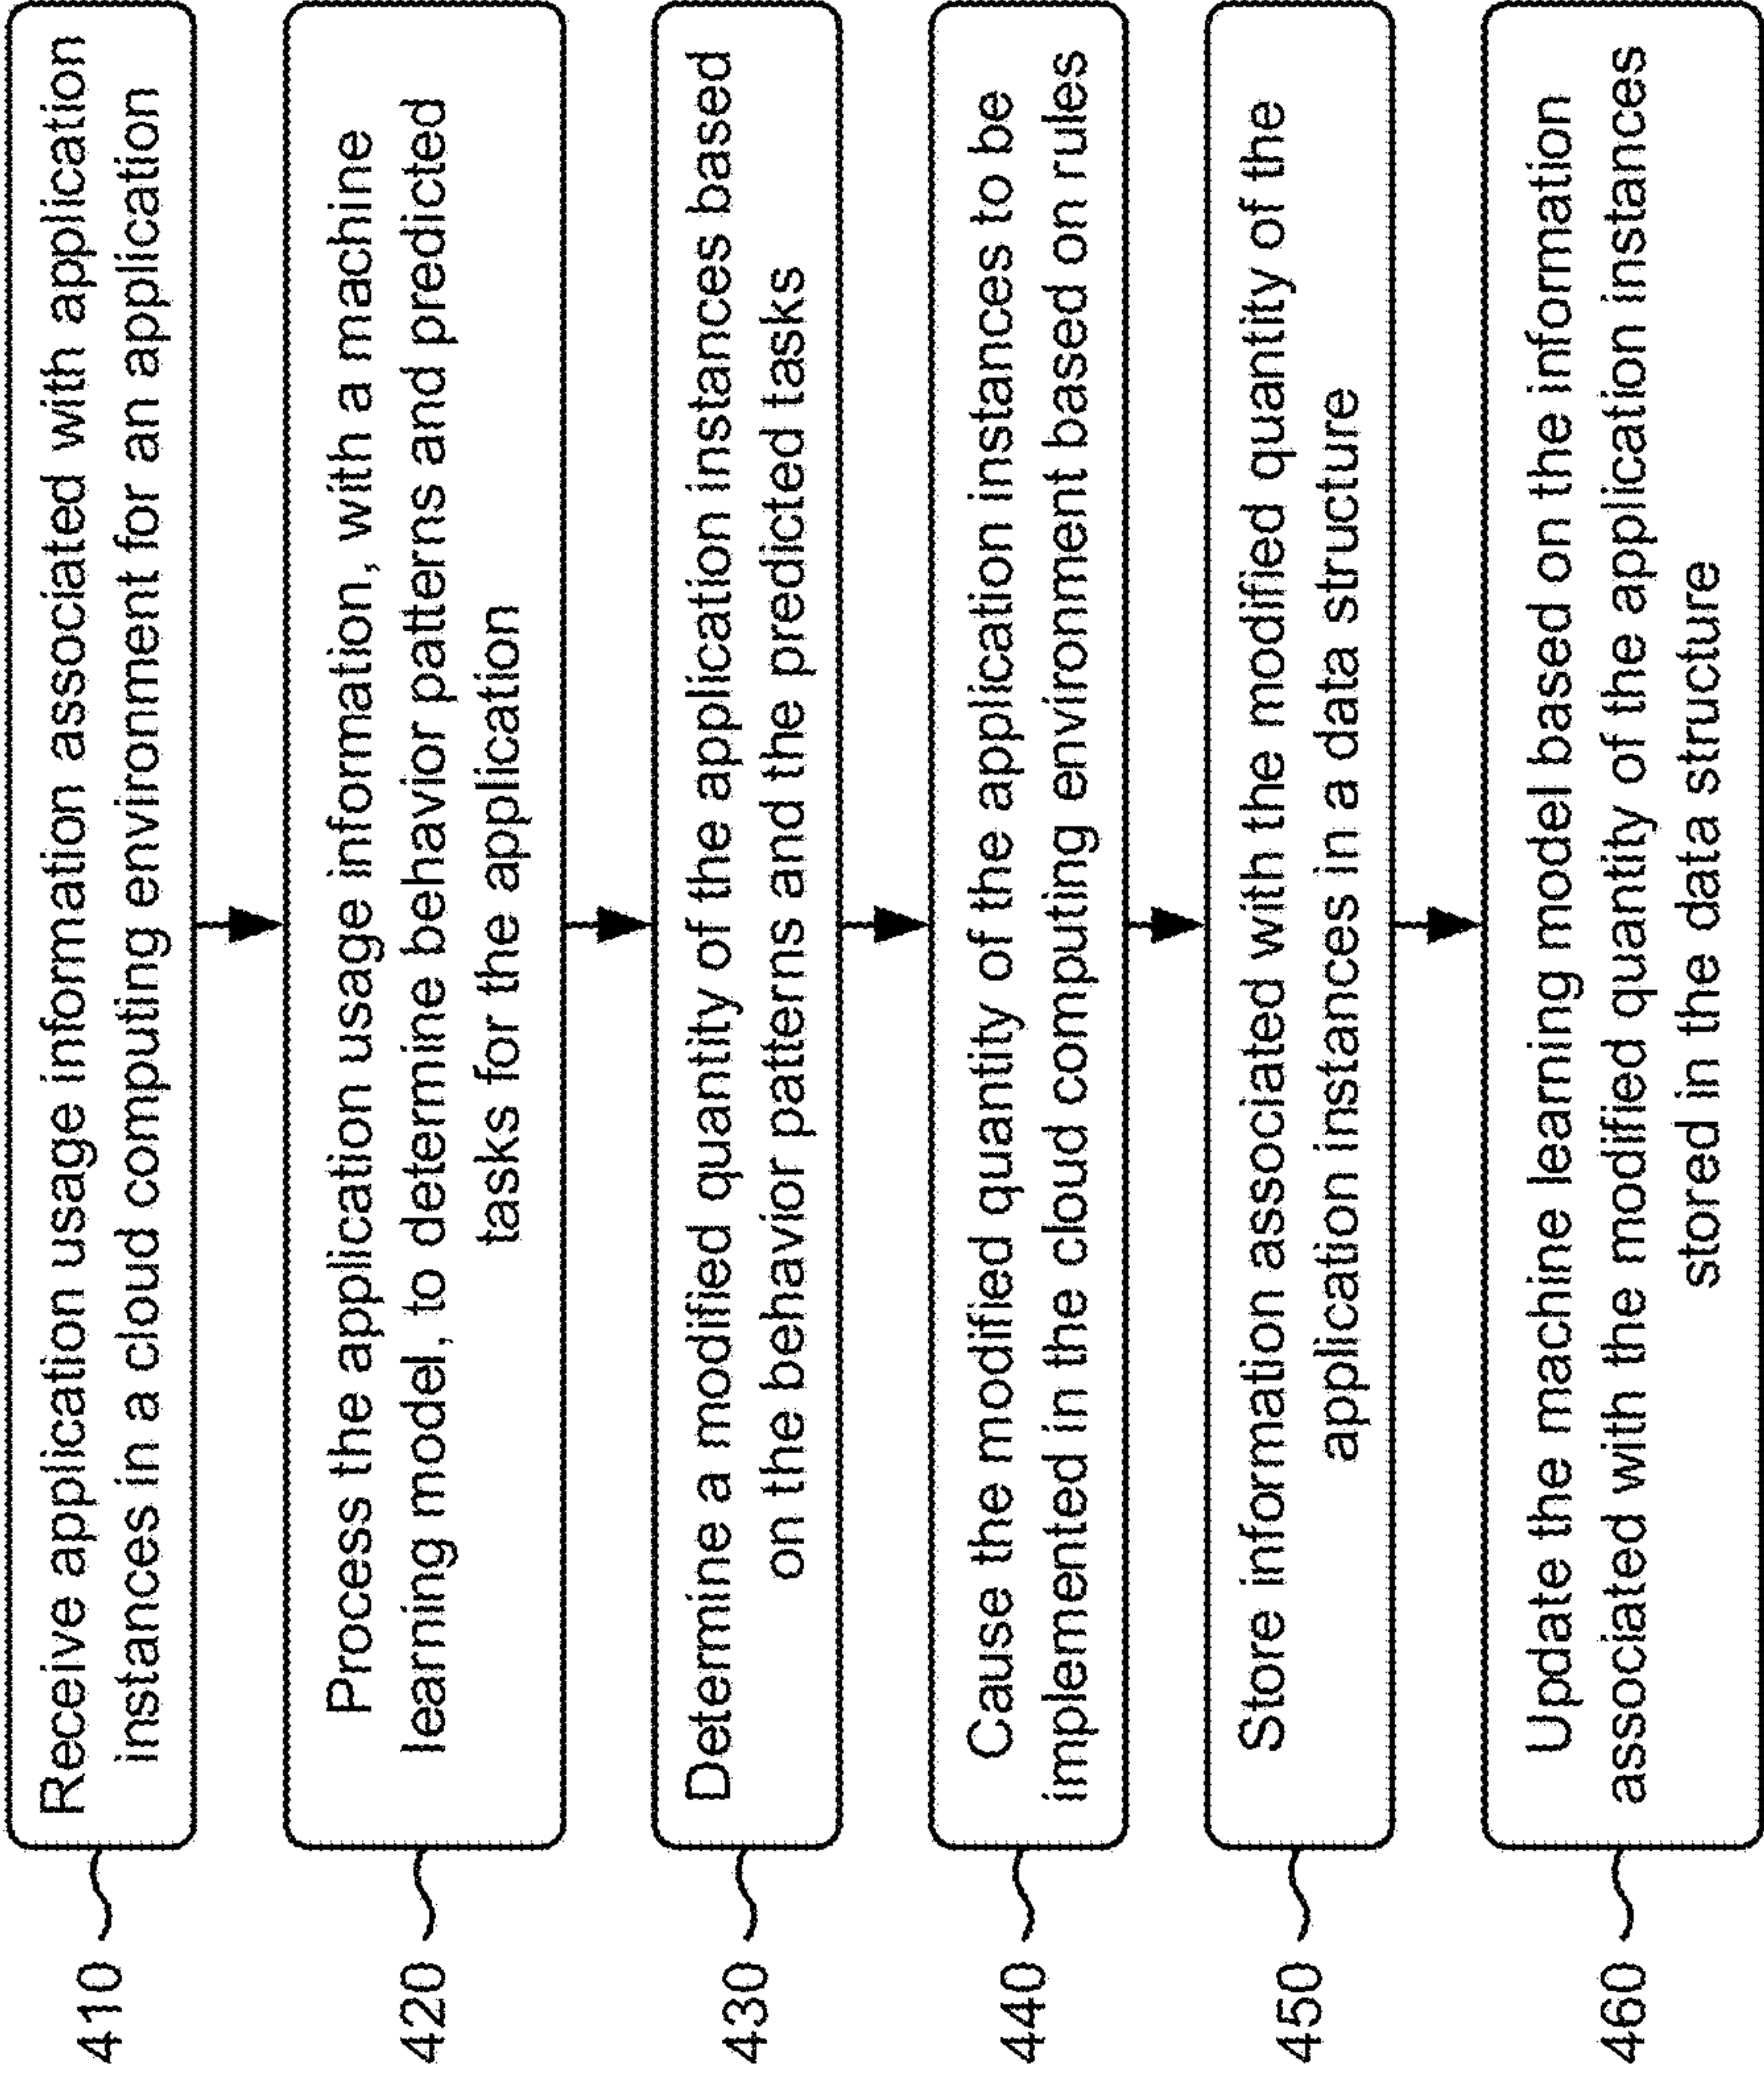 410
Receive application usage information associated with application
instances in a cloud computing environment for an application
420
Process the application usage information, with a machine
learning model, to determine behavior patterns and predicted
tasks for the application
430
Determine a modified quantity of the application instances based
on the behavior patterns and the predicted tasks
440
Cause the modified quantity of the application instances to be
implemented in the cloud computing environment based on rules
450
Store information associated with the modified quantity of the
application instances in a data structure
460
Update the machine learning model based on the information
associated with the modified quantity of the application instances
stored in the data structure